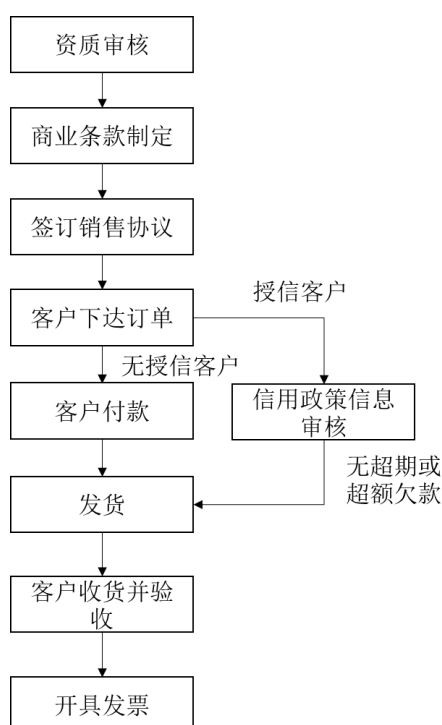 资质审核
商业条款制定
签订销售协议
客户下达订单
授信客户
无授信客户
客户付款
信用政策信息
审核
无超期或
超额欠款
发货
客户收货并验
收
开具发票